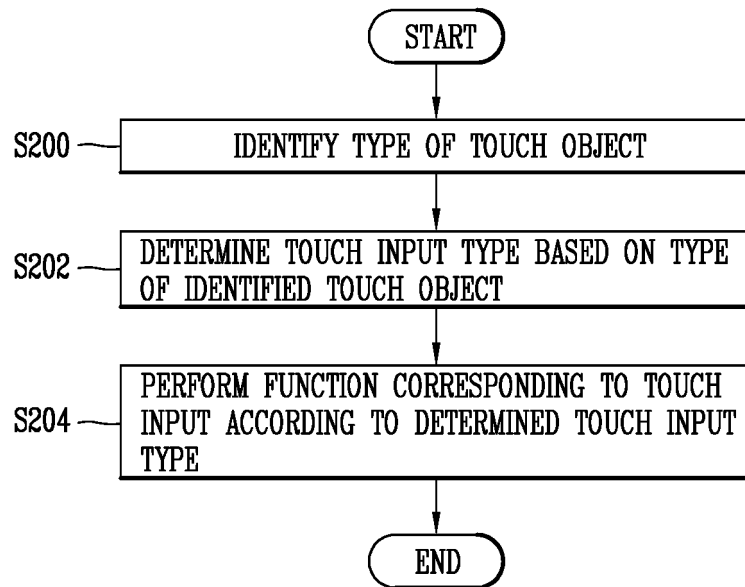 START
S200
IDENTIFY TYPE OF TOUCH OBJECT
S202
DETERMINE TOUCH INPUT TYPE BASED ON TYPE
OF IDENTIFIED TOUCH OBJECT
S204
PERFORM FUNCTION CORRESPONDING TO TOUCH
INPUT ACCORDING TO DETERMINED TOUCH INPUT
TYPE
END